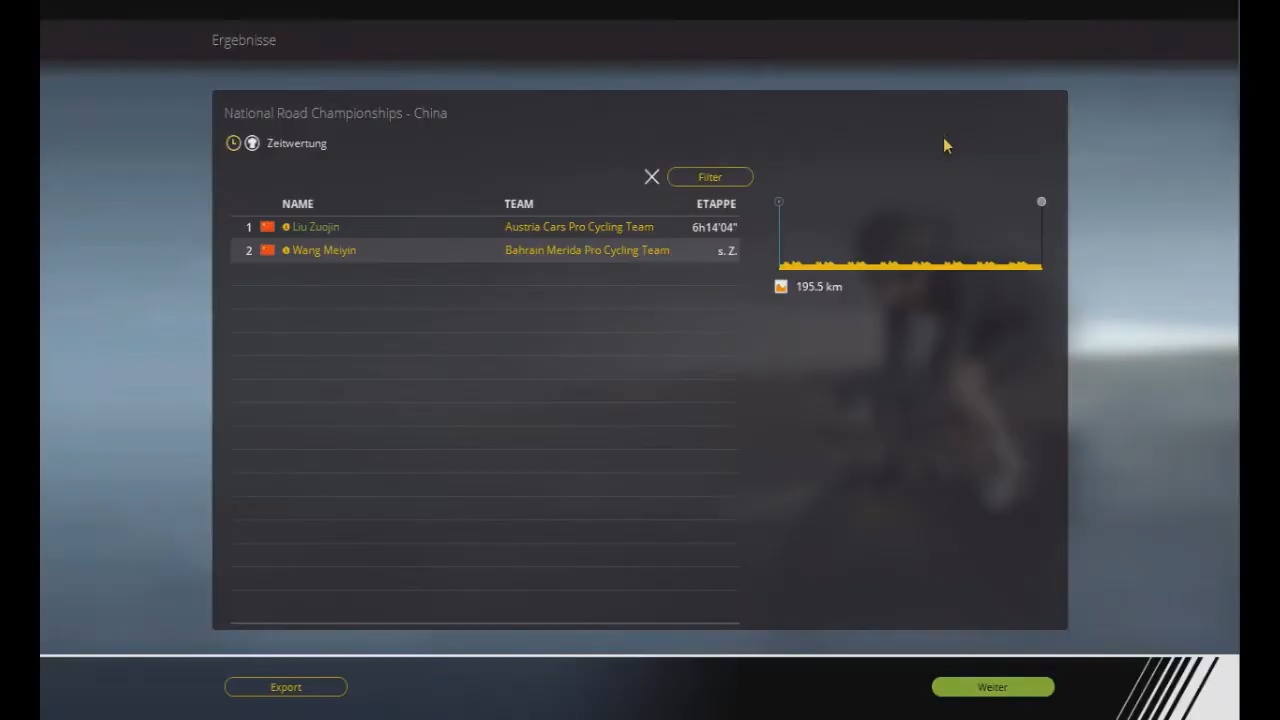 Ergebnisse
National Road Championships - China
Zeitwertung
Filter
NAME TEAM ETAPPE
1 Liu Zuojin Austria Cars Pro Cycling Team 6h14'04"
2 Wang Meiyin Bahrain Merida Pro Cycling Team s. Z.
195.5 km
Export
Weiter